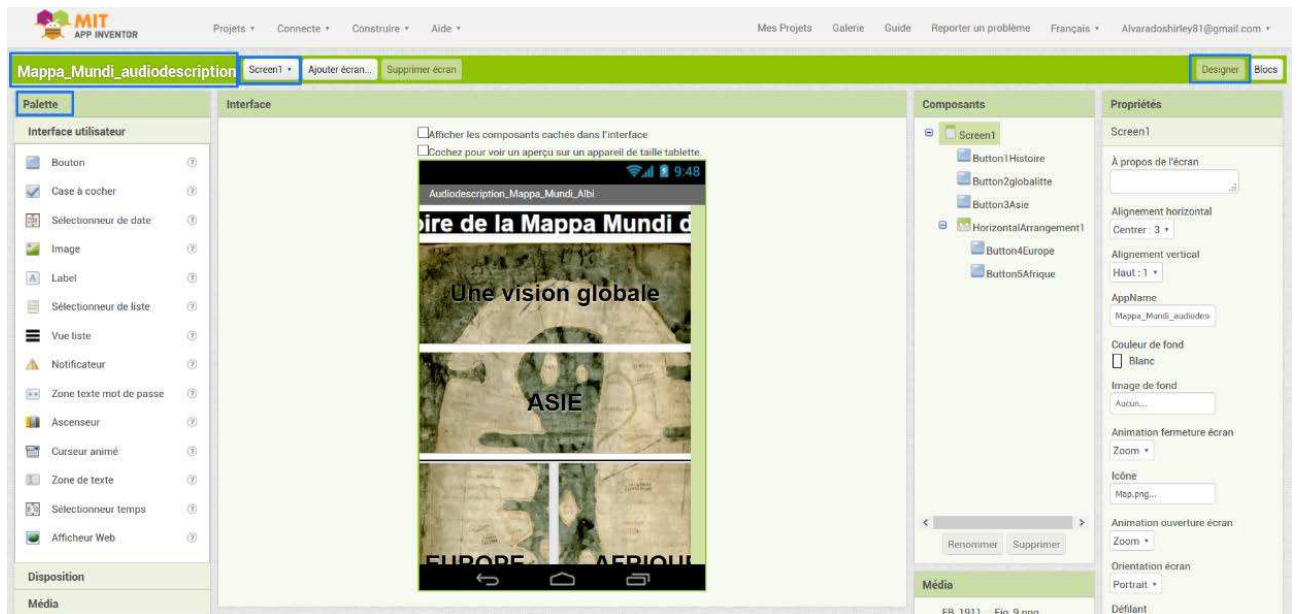 MIT
APP INVENTOR
Projets
Connecte
Construire
Aide
Mes Projets
Galerie
Guide
Reporter un problème
Français
Alvaradoshirley81@gmail.com
Mappa_Mundi_audiodescription
Screen1
Ajouter écran...
Supprimer écran
Designer
Blocs
Palette
Interface utilisateur
Bouton
Case à cocher
Sélectionneur de date
Image
Label
Sélectionneur de liste
Vue liste
Notificateur
Zone texte mot de passe
Ascenseur
Curseur animé
Zone de texte
Sélectionneur temps
Afficheur Web
Disposition
Média
Interface
Afficher les composants cachés dans l'interface
Cochez pour voir un aperçu sur un appareil de taille tablette.
9:48
Audiodescription_Mappa_Mundi_Albi
oire de la Mappa Mundi d
Une vision globale
ASIE
EUROPE
AFRIQUE
Composants
Screen1
Button1Histoire
Button2globalitte
Button3Asie
HorizontalArrangement1
Button4Europe
Button5Afrique
Renommer
Supprimer
Média
FB_1911_
Fig_9.png
Propriétés
Screen1
À propos de l'écran
Alignement horizontal
Centrer : 3
Alignement vertical
Haut : 1
AppName
Mappa_Mundi_audiodes
Couleur de fond
Blanc
Image de fond
Aucun...
Animation fermeture écran
Zoom
Icône
Map.png...
Animation ouverture écran
Zoom
Orientation écran
Portrait
Défilant